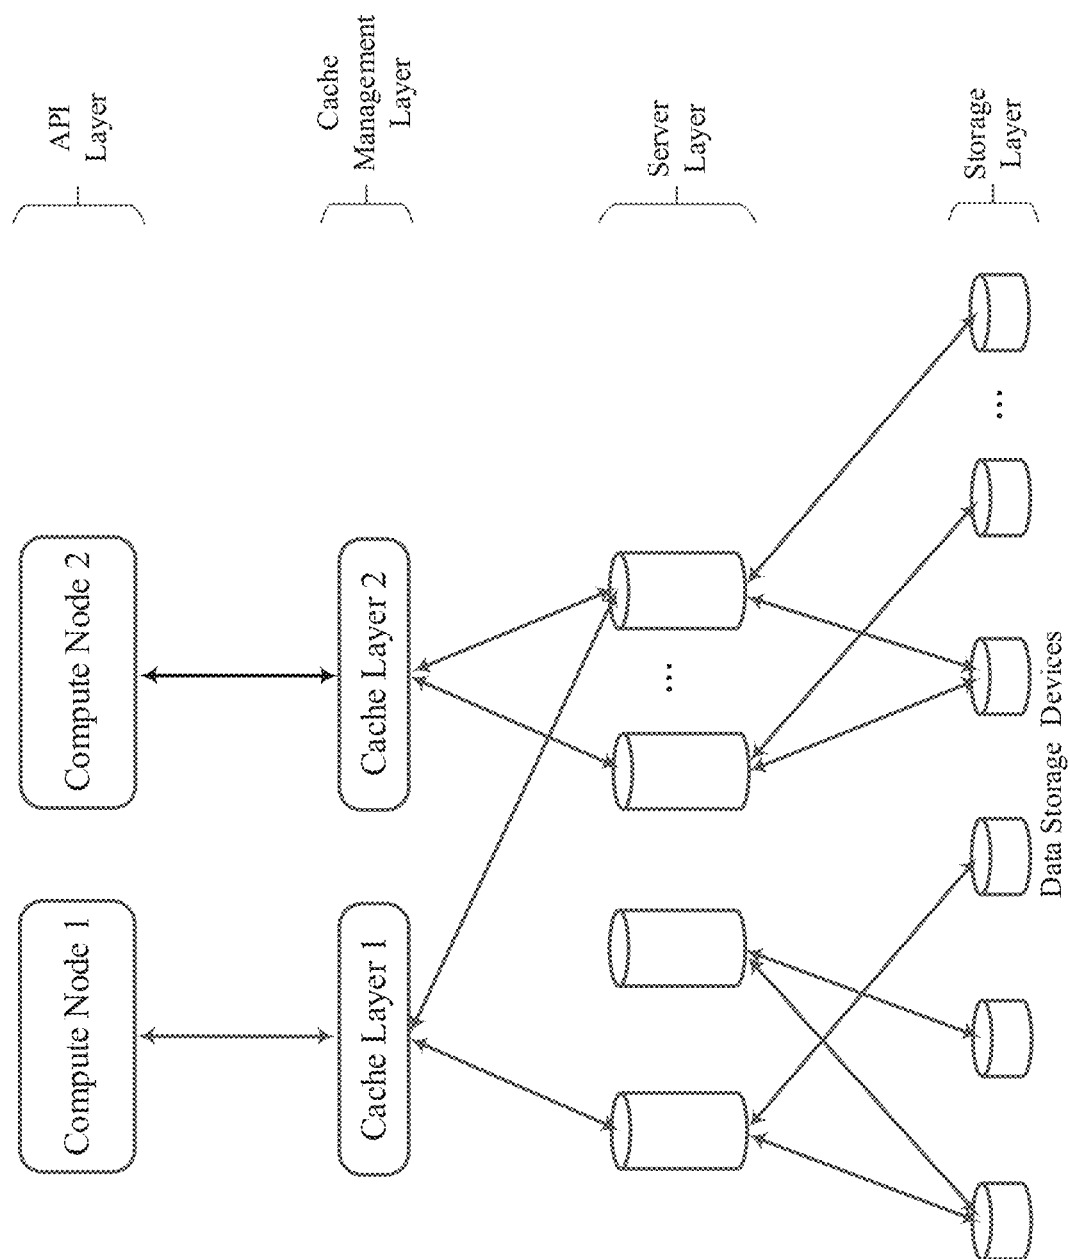 Compute Node 1
Compute Node 2
API
Layer
Cache Layer 1
Cache Layer 2
Cache
Management
Layer
...
Server
Layer
...
Storage
Layer
Data Storage Devices